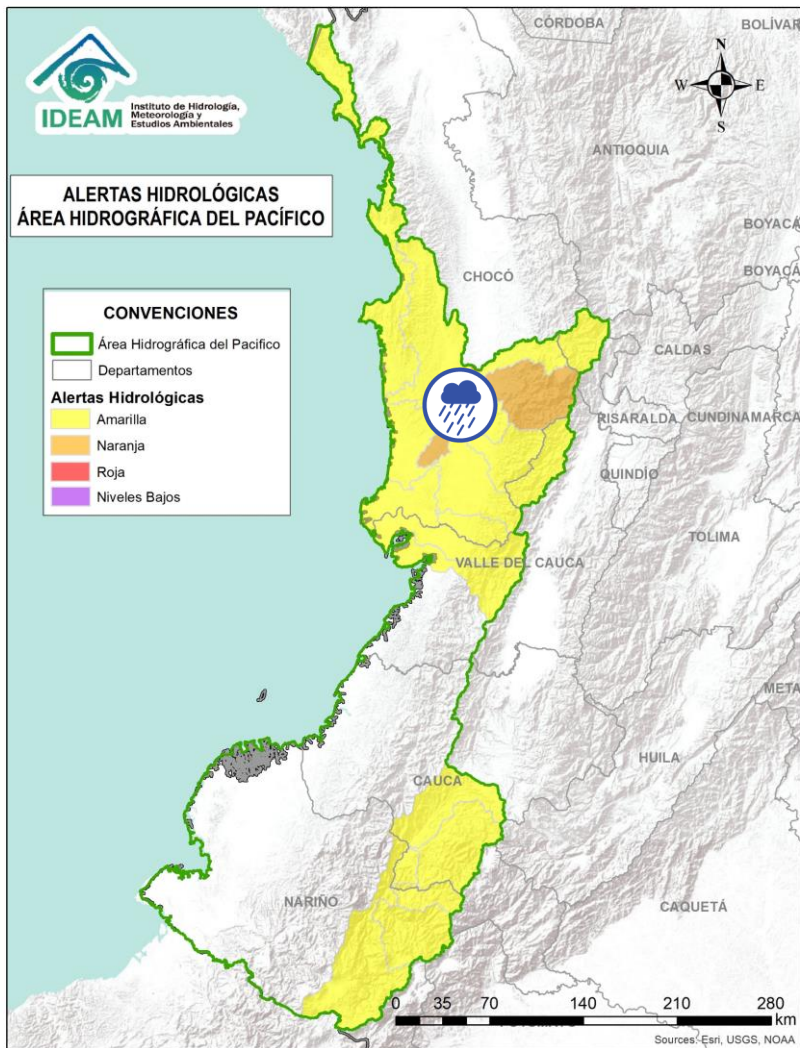 CÓRDOBA
BOLÍVAR
N
W
E
S
IDEAM
Instituto de Hidrología,
Meteorología y
Estudios Ambientales
ANTIOQUIA
ALERTAS HIDROLÓGICAS
ÁREA HIDROGRÁFICA DEL PACÍFICO
BOYACÁ
BOYACÁ
CHOCÓ
CONVENCIONES
Área Hidrográfica del Pacifico
Departamentos
Alertas Hidrológicas
Amarilla
Naranja
Roja
Niveles Bajos
CALDAS
RISARALDA
CUNDINAMARCA
QUINDÍO
TOLIMA
VALLE DEL CAUCA
META
HUILA
CAUCA
NARIÑO
CAQUETÁ
0 35 70 140 210 280
km
Sources: Esri, USGS, NOAA